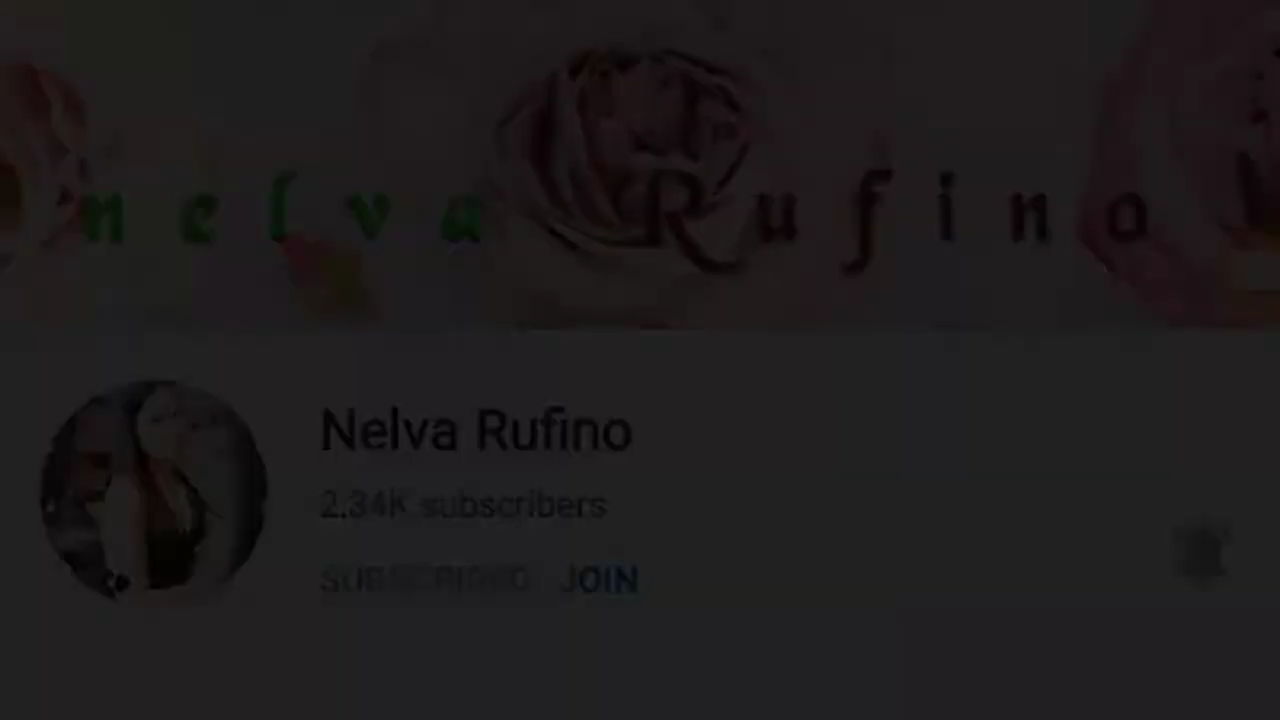 nelva Rufino
Nelva Rufino
2.34K subscribers
SUBSCRIBED JOIN